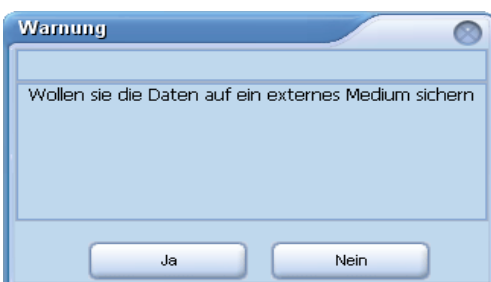 Warnung
Wollen sie die Daten auf ein externes Medium sichern
Ja
Nein